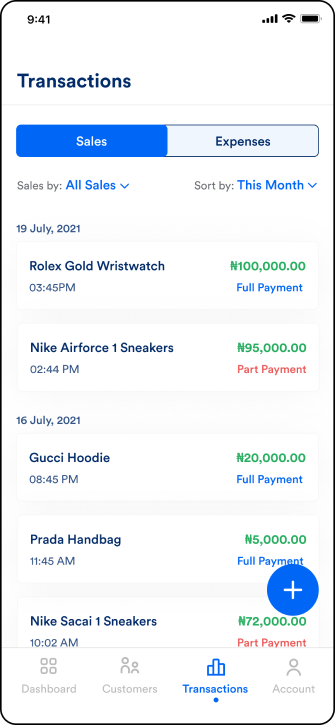 9:41
Transactions
Sales Expenses
Sales by: All Sales Sort by: This Month
19 July, 2021
Rolex Gold Wristwatch ₦100,000.00
03:45PM Full Payment
Nike Airforce 1 Sneakers ₦95,000.00
02:44 PM Part Payment
16 July, 2021
Gucci Hoodie ₦20,000.00
08:45 PM Full Payment
Prada Handbag ₦5,000.00
11:45 AM Full Payment
Nike Sacai 1 Sneakers ₦72,000.00
10:02 AM Part Payment
Dashboard Customers Transactions Account